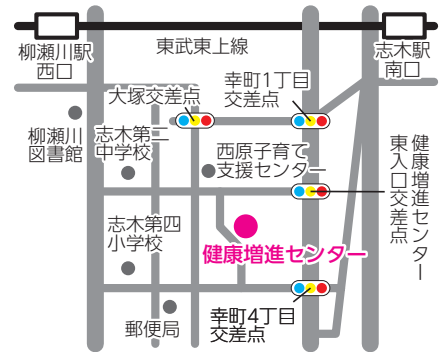 柳瀬川駅
西口
東武東上線
志木駅
南口
大塚交差点
幸町1丁目
交差点
柳瀬川
図書館
志木第二
中学校
西原子育て
支援センター
健康増進センター
東入口交差点
志木第四
小学校
健康増進センター
郵便局
幸町4丁目
交差点